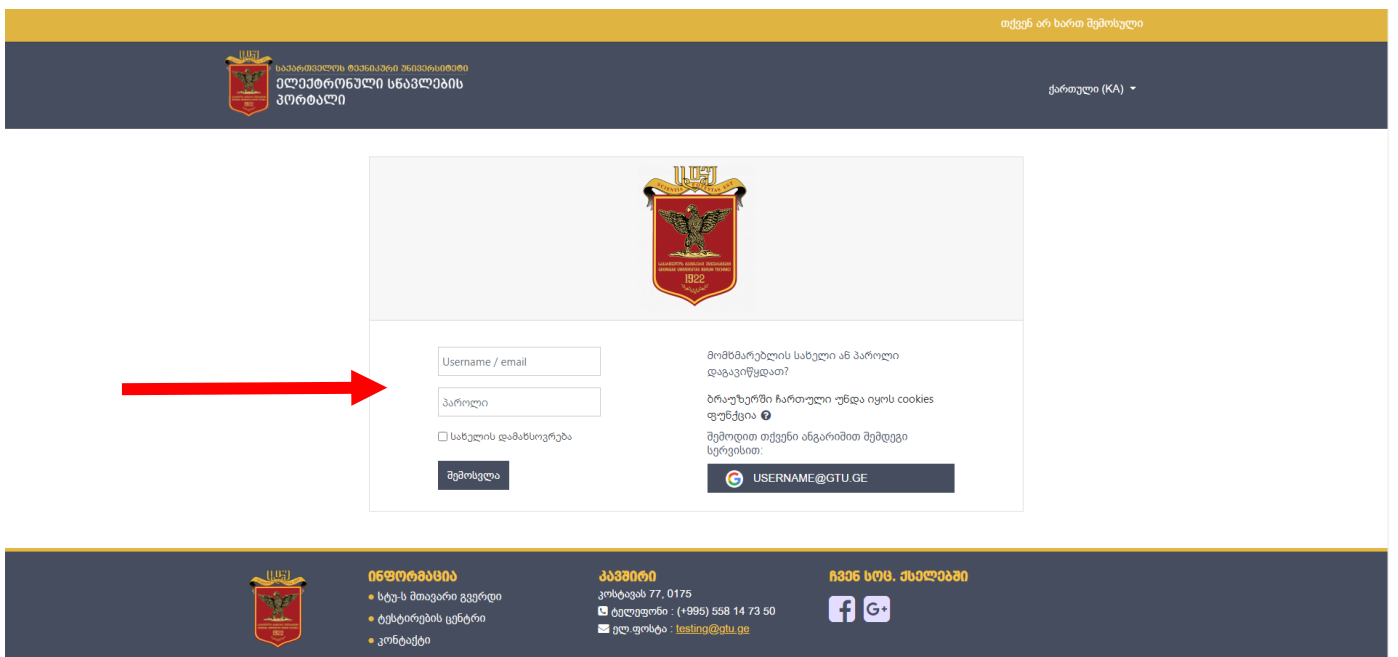 თქვენ არ ხართ შემოსული
საქართველოს ტექნიკური უნივერსიტეტი
ელექტრონული სწავლების
პორტალი
ქართული (KA)
1922
Username / email
პაროლი
სახელის დამახსოვრება
შემოსვლა
მომხმარებლის სახელი ან პაროლი
დაგავიწყდათ?
ბრაუზერში ჩართული უნდა იყოს cookies
ფუნქცია
შემოდით თქვენი ანგარიშით შემდეგი
სერვისით:
USERNAME@GTU.GE
ინფორმაცია
სტუ-ს მთავარი გვერდი
ტესტირების ცენტრი
კონტაქტი
კავშირი
კოსტავას 77, 0175
ტელეფონი : (+995) 558 14 73 50
ელ.ფოსტა : testing@gtu.ge
ჩვენ სოც. ქსელებში